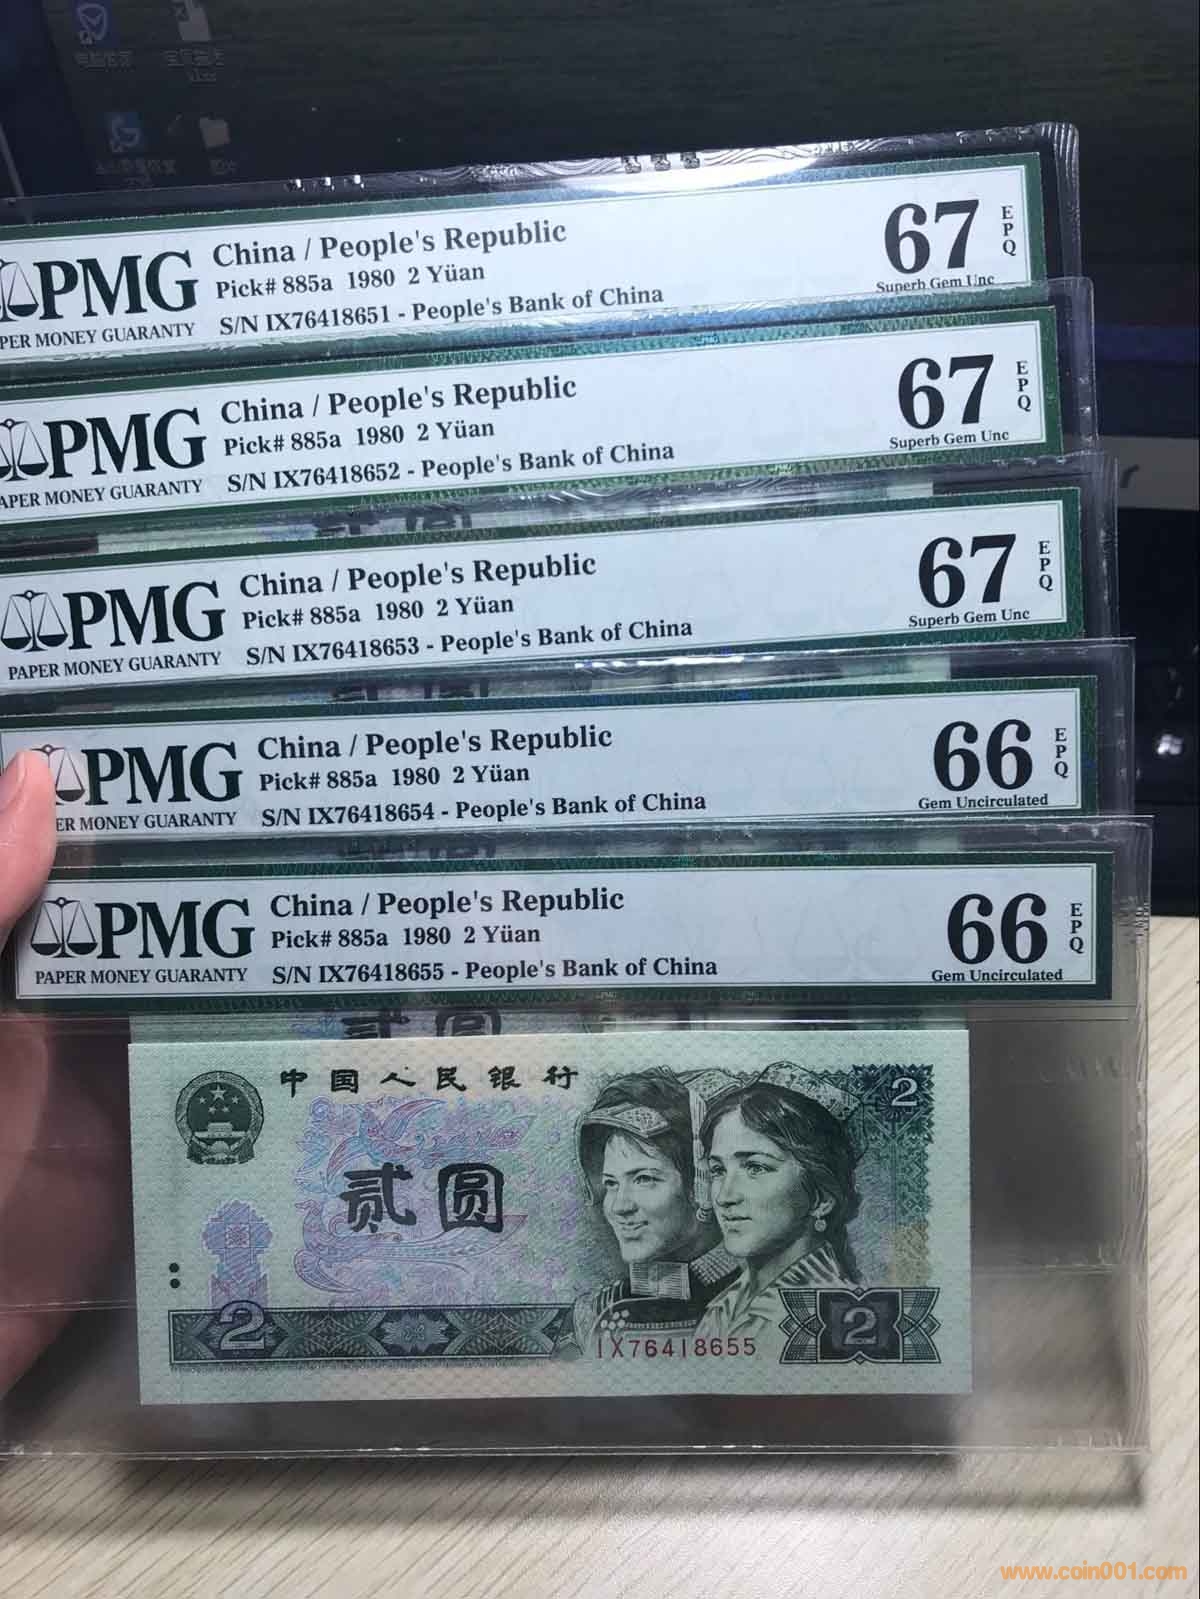 China / People's Republic
PMG
Pick# 885a 1980 2 Yüan
PER MONEY GUARANTY
S/N IX76418651 - People's Bank of China
67
EPQ
Superb Gem Unc
China / People's Republic
PMG
Pick# 885a 1980 2 Yüan
APER MONEY GUARANTY
S/N IX76418652 - People's Bank of China
67
EPQ
Superb Gem Unc
China / People's Republic
PMG
Pick# 885a 1980 2 Yüan
PAPER MONEY GUARANTY
S/N IX76418653 - People's Bank of China
67
EPQ
Superb Gem Unc
China / People's Republic
PMG
Pick# 885a 1980 2 Yüan
ER MONEY GUARANTY
S/N IX76418654 - People's Bank of China
66
EPQ
Gem Uncirculated
China / People's Republic
PMG
Pick# 885a 1980 2 Yüan
PAPER MONEY GUARANTY
S/N IX76418655 - People's Bank of China
66
EPQ
Gem Uncirculated
贰圆
中国人民银行
2
贰圆
2
IX76418655
2
www.coin001.com